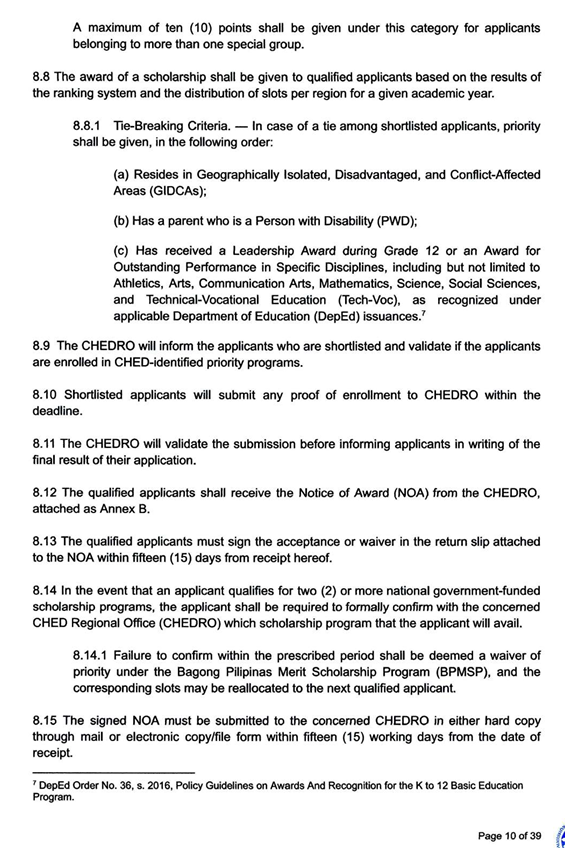 A maximum of ten (10) points shall be given under this category for applicants
belonging to more than one special group.
8.8 The award of a scholarship shall be given to qualified applicants based on the results of
the ranking system and the distribution of slots per region for a given academic year.
8.8.1 Tie-Breaking Criteria. — In case of a tie among shortlisted applicants, priority
shall be given, in the following order:
(a) Resides in Geographically Isolated, Disadvantaged, and Conflict-Affected
Areas (GIDCAs);
(b) Has a parent who is a Person with Disability (PWD);
(c) Has received a Leadership Award during Grade 12 or an Award for
Outstanding Performance in Specific Disciplines, including but not limited to
Athletics, Arts, Communication Arts, Mathematics, Science, Social Sciences,
and Technical-Vocational Education (Tech-Voc), as recognized under
applicable Department of Education (DepEd) issuances.7
8.9 The CHEDRO will inform the applicants who are shortlisted and validate if the applicants
are enrolled in CHED-identified priority programs.
8.10 Shortlisted applicants will submit any proof of enrollment to CHEDRO within the
deadline.
8.11 The CHEDRO will validate the submission before informing applicants in writing of the
final result of their application.
8.12 The qualified applicants shall receive the Notice of Award (NOA) from the CHEDRO,
attached as Annex B.
8.13 The qualified applicants must sign the acceptance or waiver in the return slip attached
to the NOA within fifteen (15) days from receipt hereof.
8.14 In the event that an applicant qualifies for two (2) or more national government-funded
scholarship programs, the applicant shall be required to formally confirm with the concerned
CHED Regional Office (CHEDRO) which scholarship program that the applicant will avail.
8.14.1 Failure to confirm within the prescribed period shall be deemed a waiver of
priority under the Bagong Pilipinas Merit Scholarship Program (BPMSP), and the
corresponding slots may be reallocated to the next qualified applicant.
8.15 The signed NOA must be submitted to the concerned CHEDRO in either hard copy
through mail or electronic copy/file form within fifteen (15) working days from the date of
receipt.
7 DepEd Order No. 36, s. 2016, Policy Guidelines on Awards And Recognition for the K to 12 Basic Education
Program.
Page 10 of 39